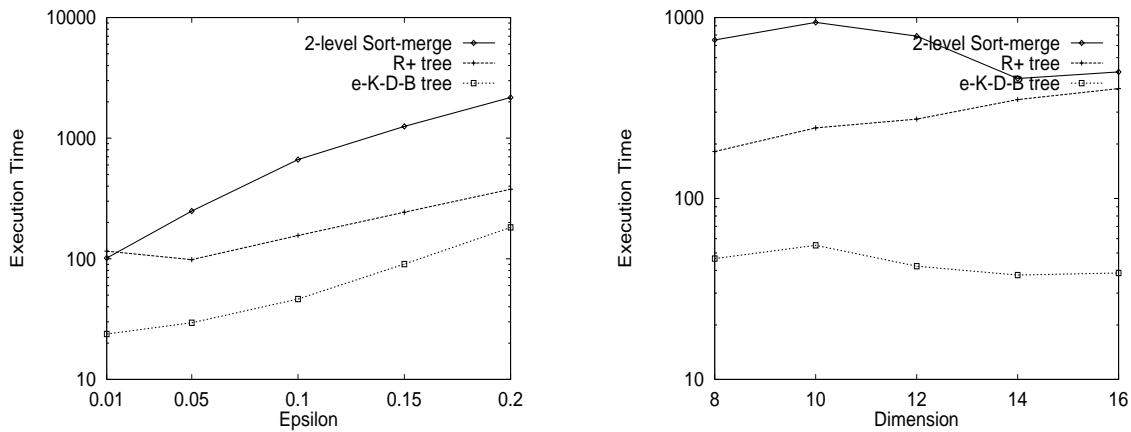 10000
1000
100
10
Execution Time
2-level Sort-merge
R+ tree
e-K-D-B tree
0.01 0.05 0.1 0.15 0.2
Epsilon
1000
100
10
Execution Time
2-level Sort-merge
R+ tree
e-K-D-B tree
8 10 12 14 16
Dimension